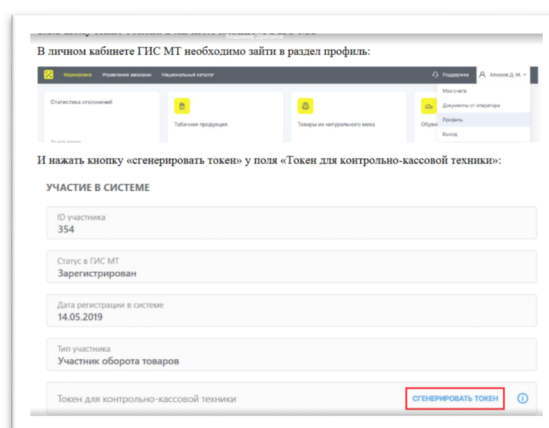 В личном кабинете ГИС МТ необходимо зайти в раздел профиль:
Маркировка Управление заказами Национальный каталог Поддержка Алмазов Д. М.
Мои счета
Статистика отклонений
Документы от оператора
Табачная продукция Товары из натурального меха Обувь
Профиль
Выход
И нажать кнопку «сгенерировать токен» у поля «Токен для контрольно-кассовой техники»:
УЧАСТИЕ В СИСТЕМЕ
ID участника
354
Статус в ГИС МТ
Зарегистрирован
Дата регистрации в системе
14.05.2019
Тип участника
Участник оборота товаров
Токен для контрольно-кассовой техники СГЕНЕРИРОВАТЬ ТОКЕН